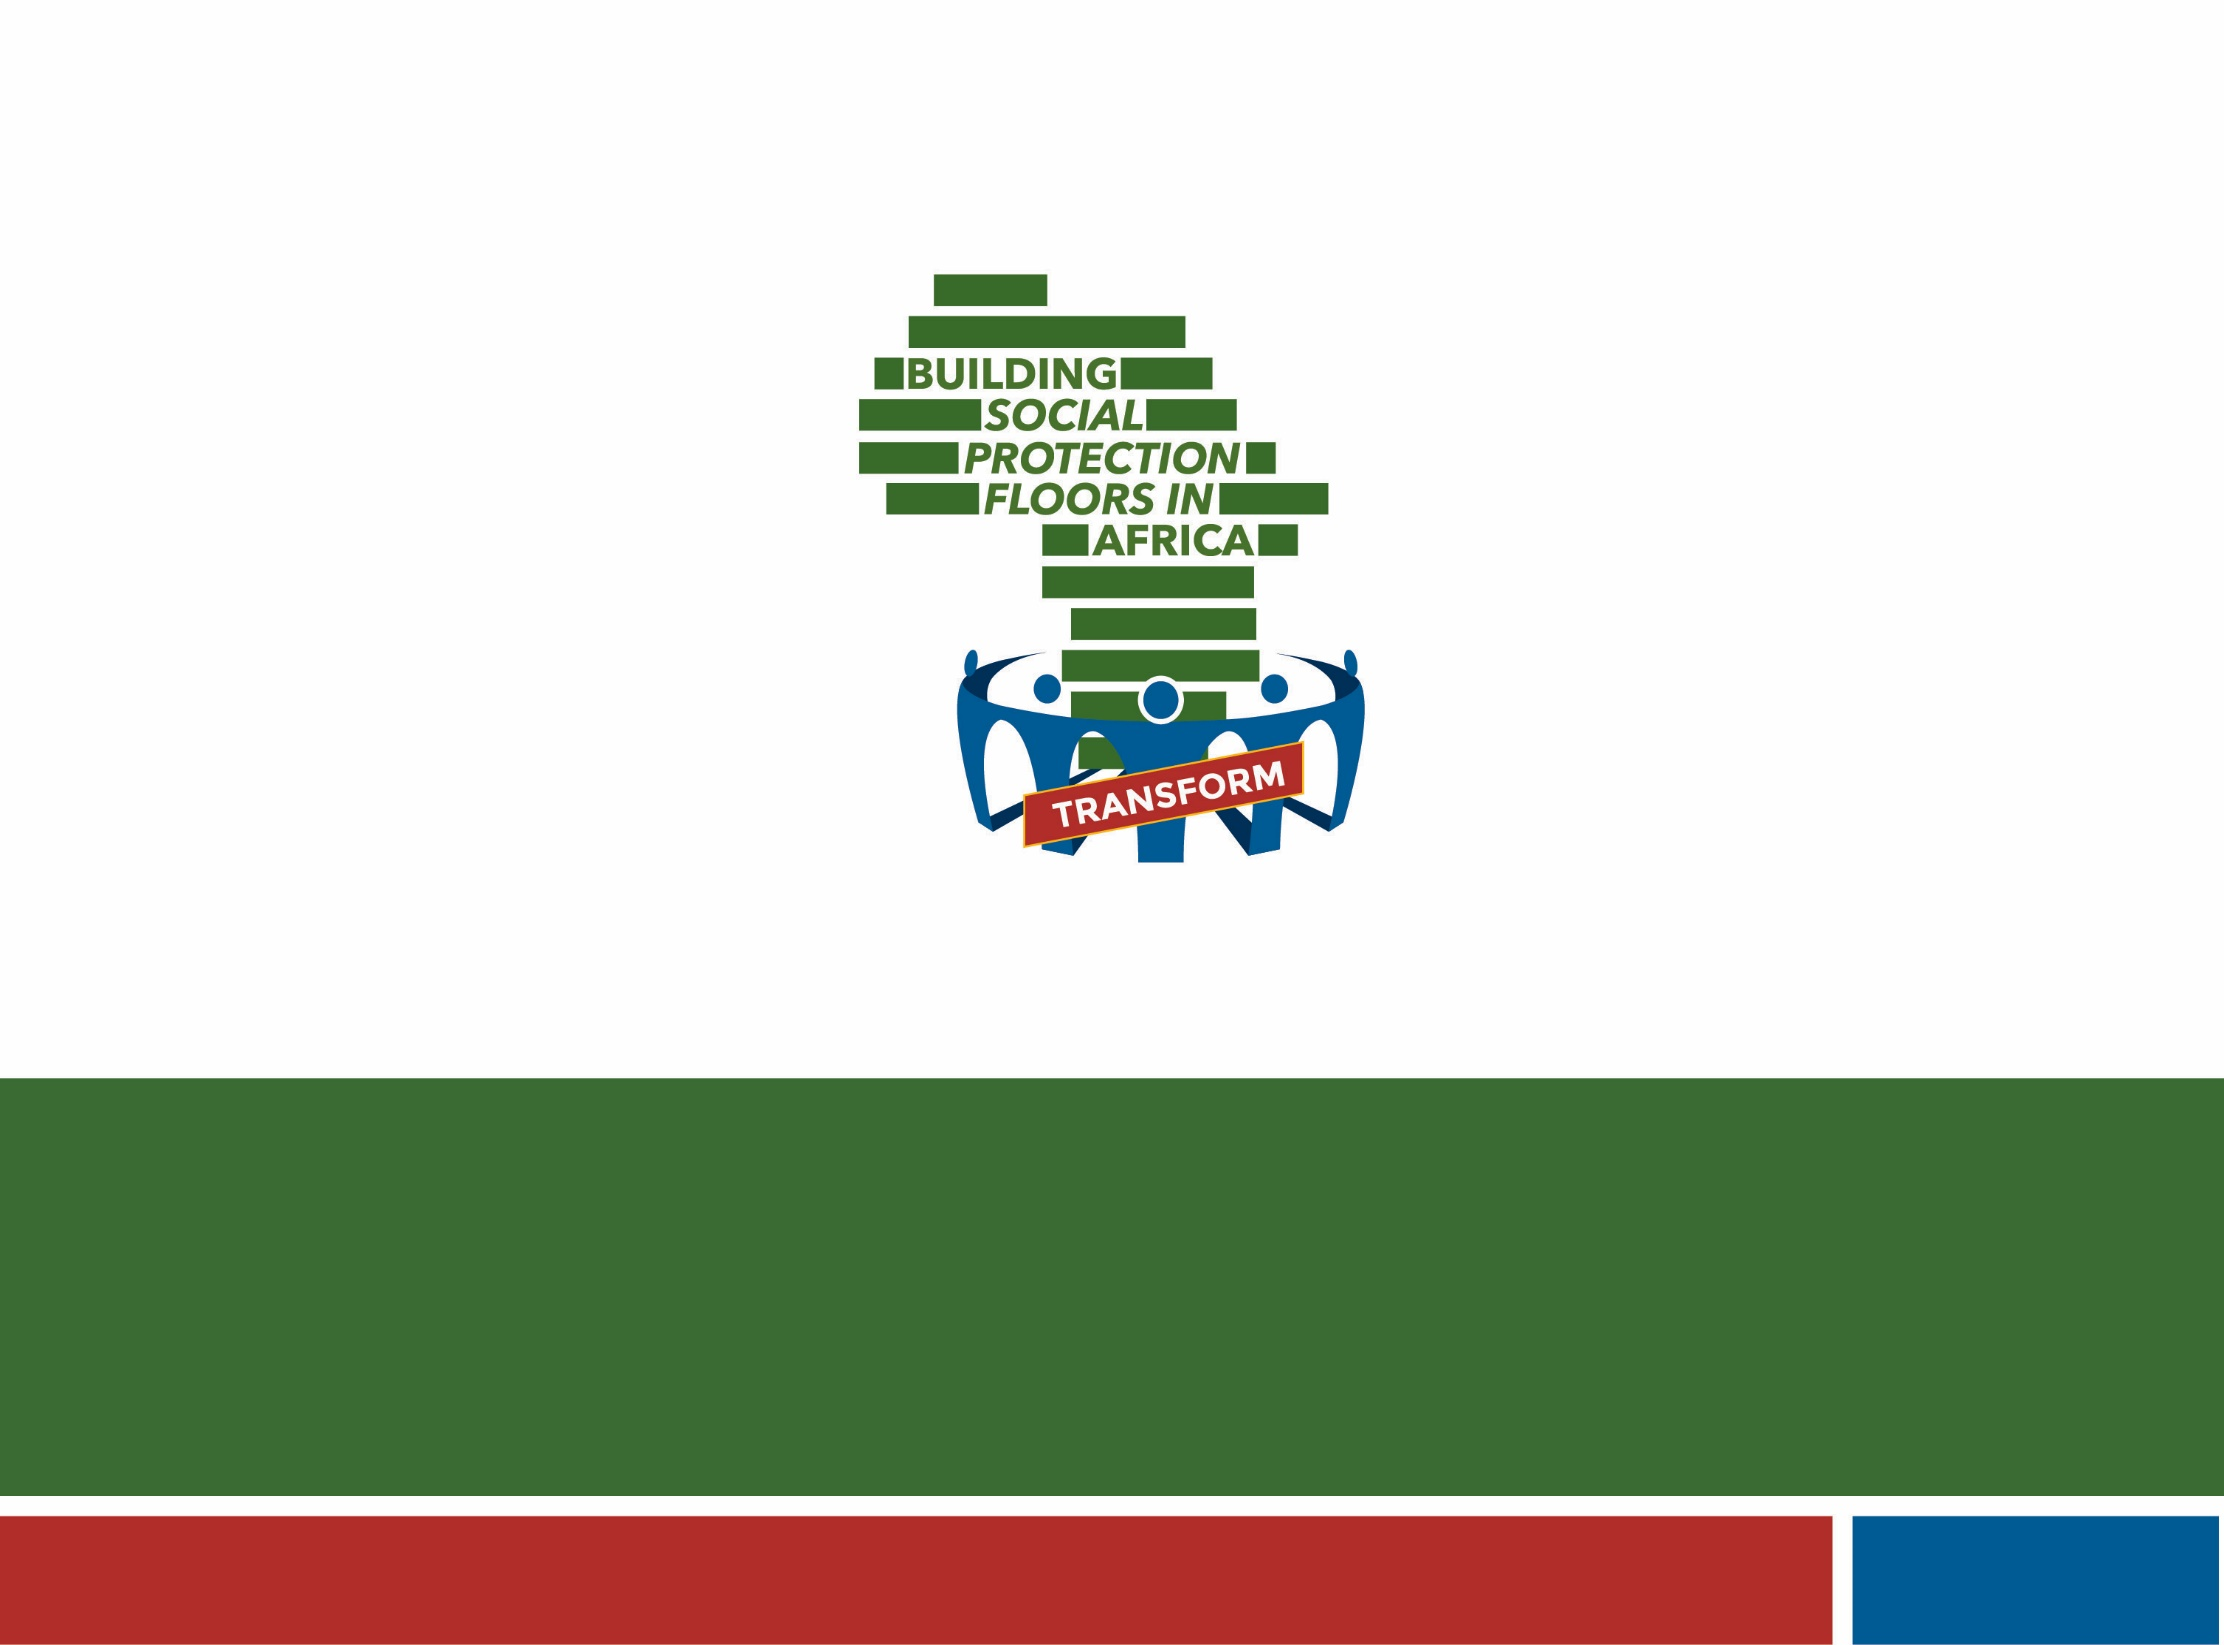 BUILDING
SOCIAL
PROTECTION
FLOORS IN
AFRICA
TRANSFORM